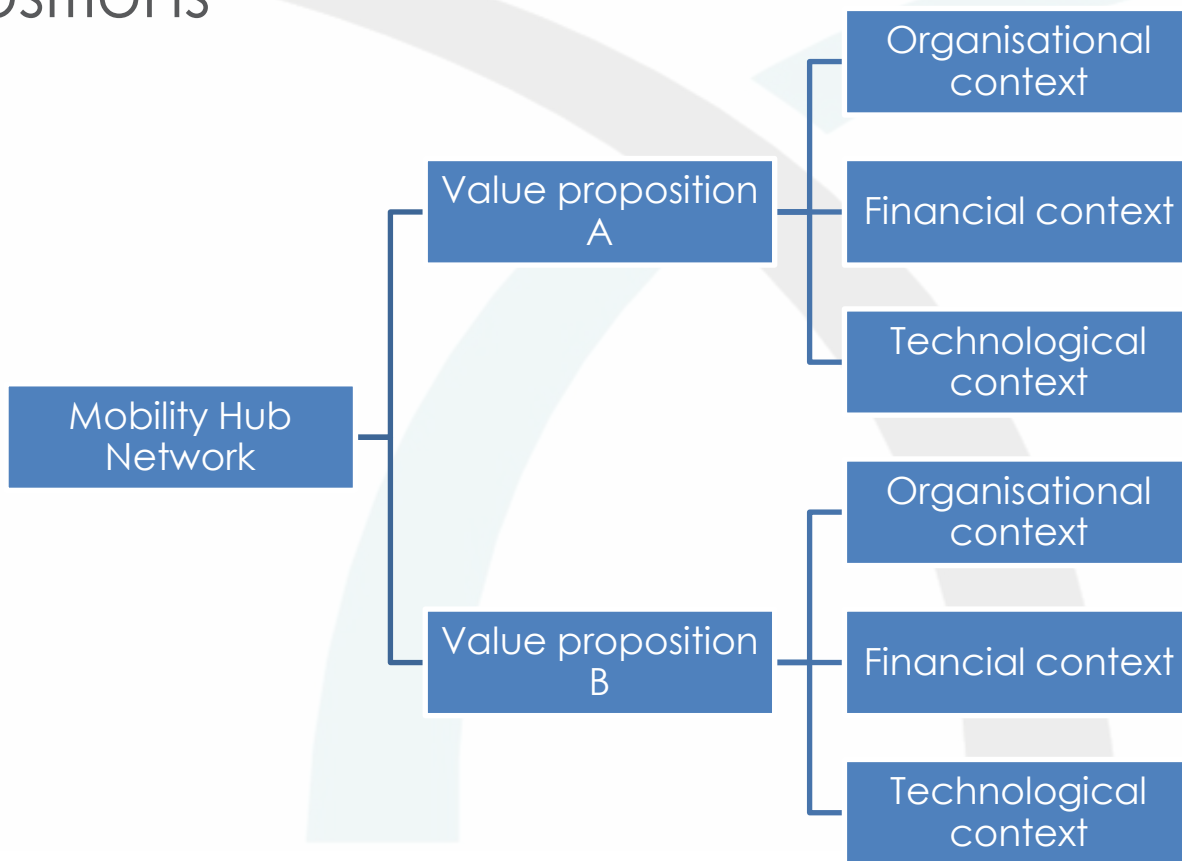 Organisational
context
Value proposition
A
Financial context
Technological
context
Mobility Hub
Network
Organisational
context
Value proposition
B
Financial context
Technological
context